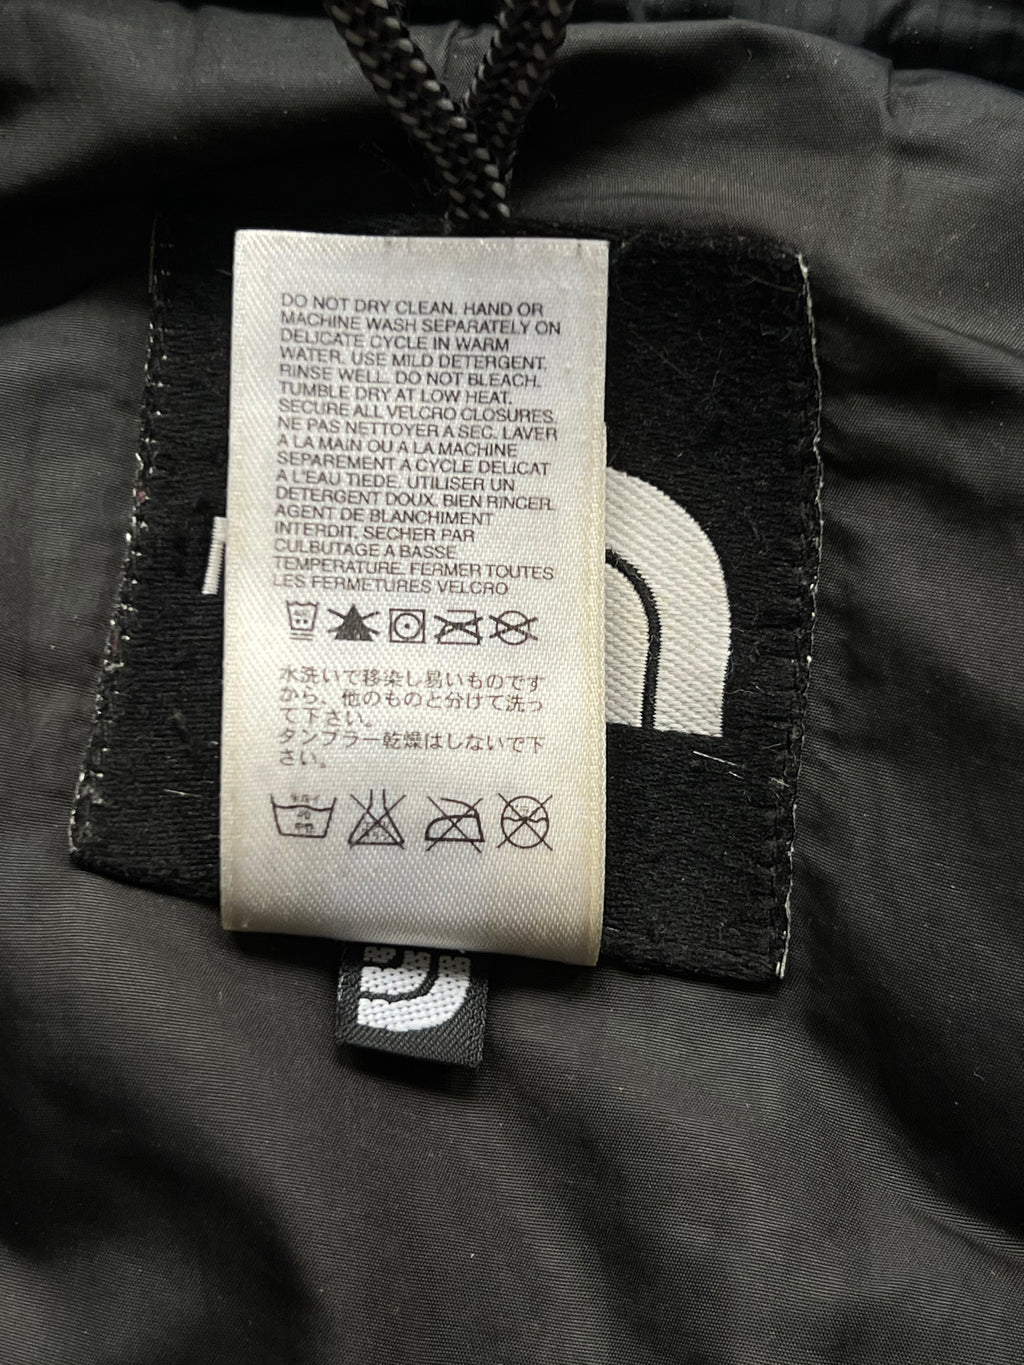 DO NOT DRY CLEAN. HAND OR
MACHINE WASH SEPARATELY ON
DELICATE CYCLE IN WARM
WATER. USE MILD DETERGENT.
RINSE WELL. DO NOT BLEACH.
TUMBLE DRY AT LOW HEAT.
SECURE ALL VELCRO CLOSURES.
NE PAS NETTOYER A SEC. LAVER
A LA MAIN OU A LA MACHINE
SEPAREMENT A CYCLE DELICAT
A L'EAU TIEDE. UTILISER UN
DETERGENT DOUX. BIEN RINCER.
AGENT DE BLANCHIMENT
INTERDIT. SECHER PAR
CULBUTAGE A BASSE
TEMPERATURE. FERMER TOUTES
LES FERMETURES VELCRO
水洗いで移染し易いものです
から、他のものと分けて洗っ
て下さい。
タンブラー乾燥はしないで下
さい。